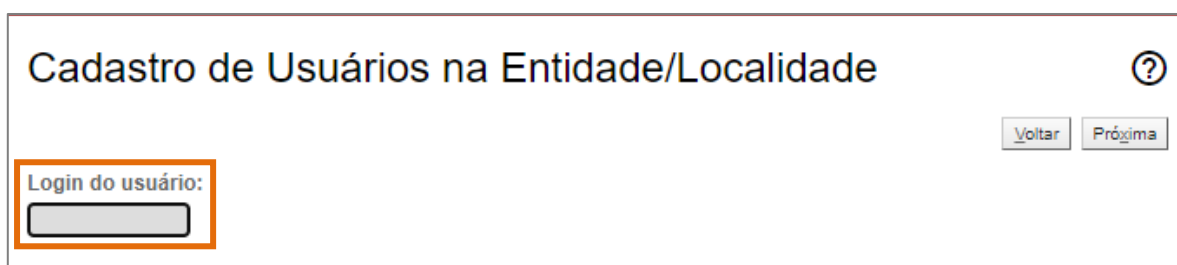 Cadastro de Usuários na Entidade/Localidade
Voltar Próxima
Login do usuário: